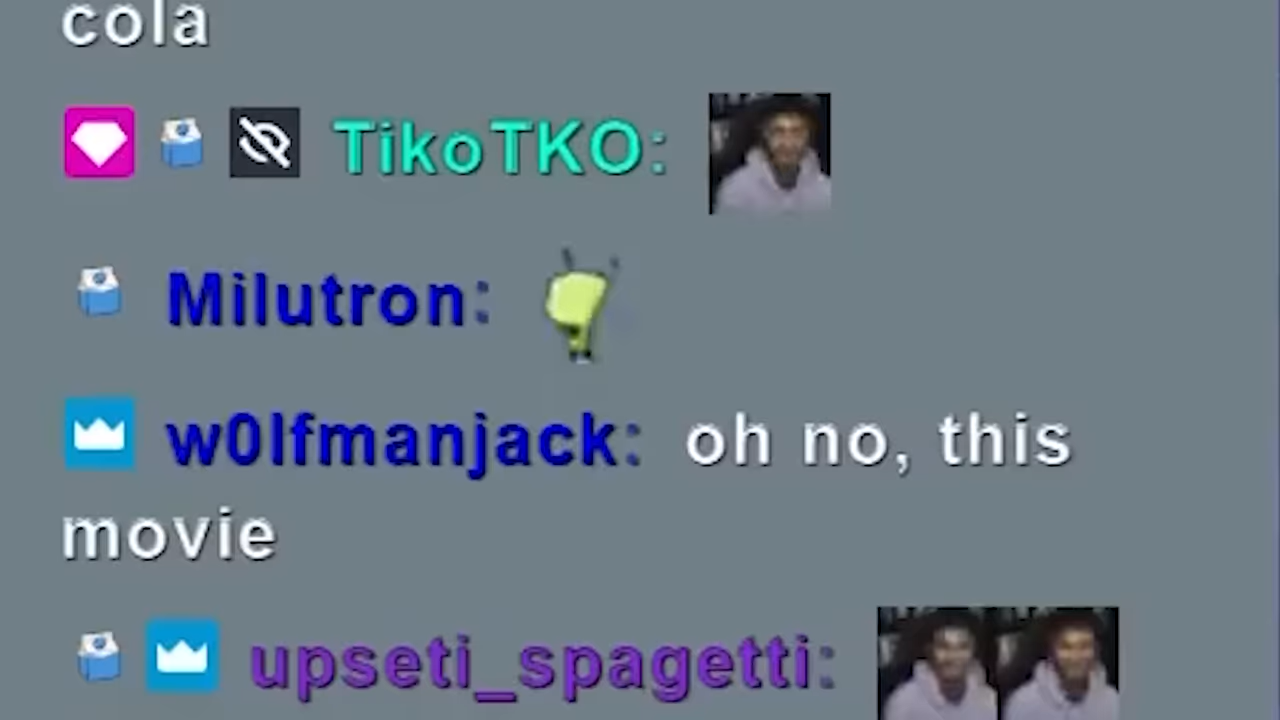 cola
TikoTKO:
Milutron:
w0lfmanjack: oh no, this
movie
upseti_spagetti: